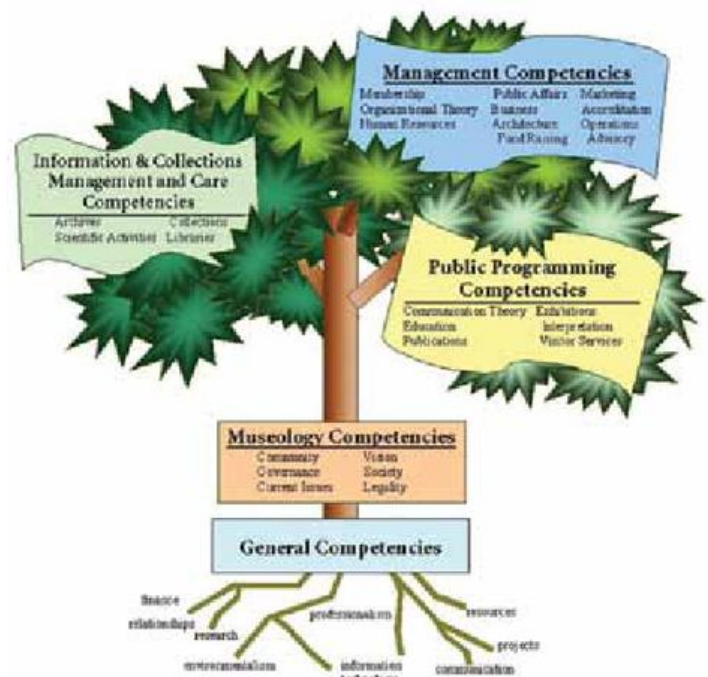 Management Competencies
Membership Public Affairs Marketing
Organizational Theory Business Accreditation
Human Resources Architecture Operations
Fund Raising Advocacy
Information & Collections
Management and Care
Competencies
Archives Collections
Scientific Activities Libraries
Public Programming
Competencies
Communication Theory Exhibitions
Education Interpretation
Publications Visitor Services
Museology Competencies
Community Vision
Governance Society
Current Issues Legality
General Competencies
finance
relationships
research
professionalism
resources
projects
environmentalism
information
technology
communication